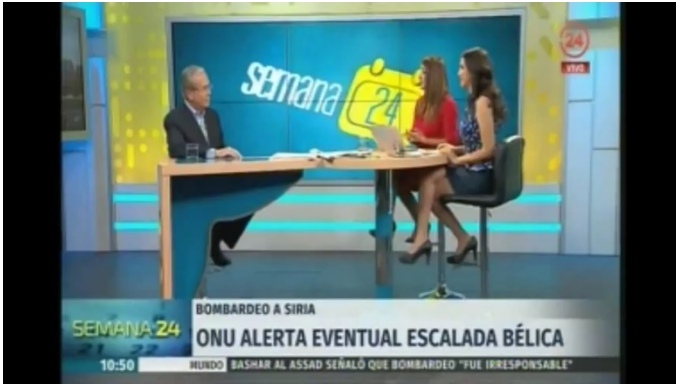 semana
24
24
VIVO
BOMBARDEO A SIRIA
SEMANA 24
ONU ALERTA EVENTUAL ESCALADA BÉLICA
10:50
MUNDO
BASHAR AL ASSAD SEÑALÓ QUE BOMBARDEO "FUE IRRESPONSABLE"